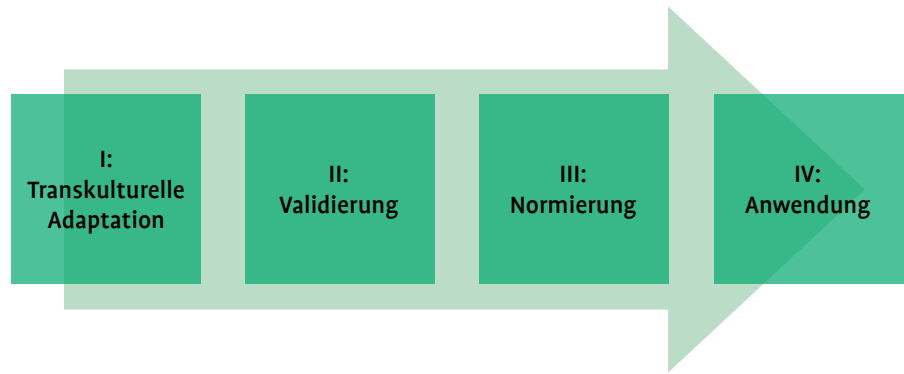 I:
Transkulturelle
Adaptation
II:
Validierung
III:
Normierung
IV:
Anwendung